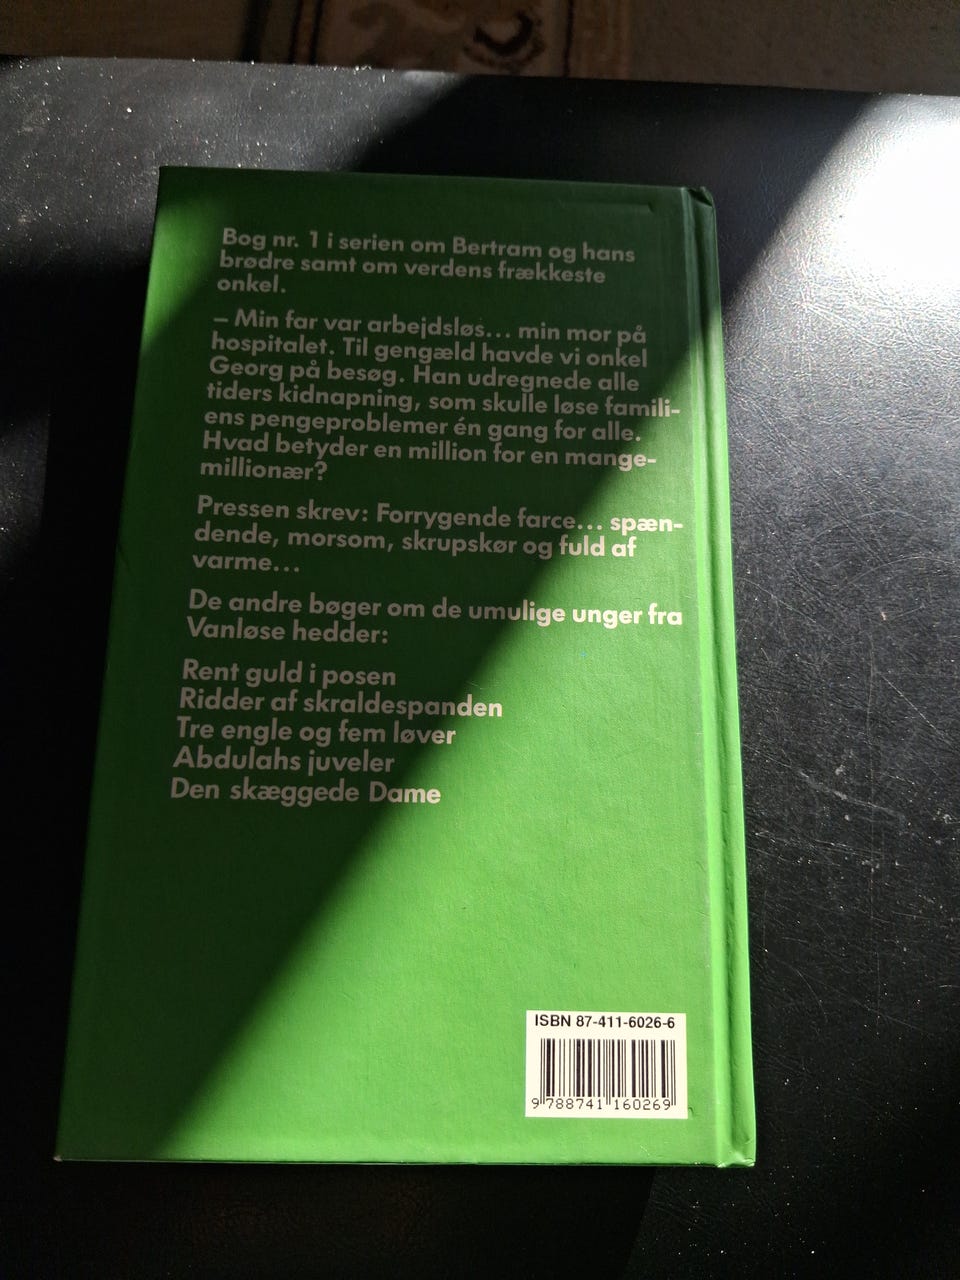 Bog nr. 1 i serien om Bertram og hans
brødre samt om verdens frækkeste
onkel.
– Min far var arbejdsløs... min mor på
hospitalet. Til gengæld havde vi onkel
Georg på besøg. Han udregnede alle
tiders kidnapning, som skulle løse famili-
ens pengeproblemer én gang for alle.
Hvad betyder en million for en mange-
millionær?
Pressen skrev: Forrygende farce... spæn-
dende, morsom, skrupskør og fuld af
varme...
De andre bøger om de umulige unger fra
Vanløse hedder:
Rent guld i posen
Ridder af skraldespanden
Tre engle og fem løver
Abdulahs juveler
Den skæggede Dame
ISBN 87-411-6026-6
9 788741 160269